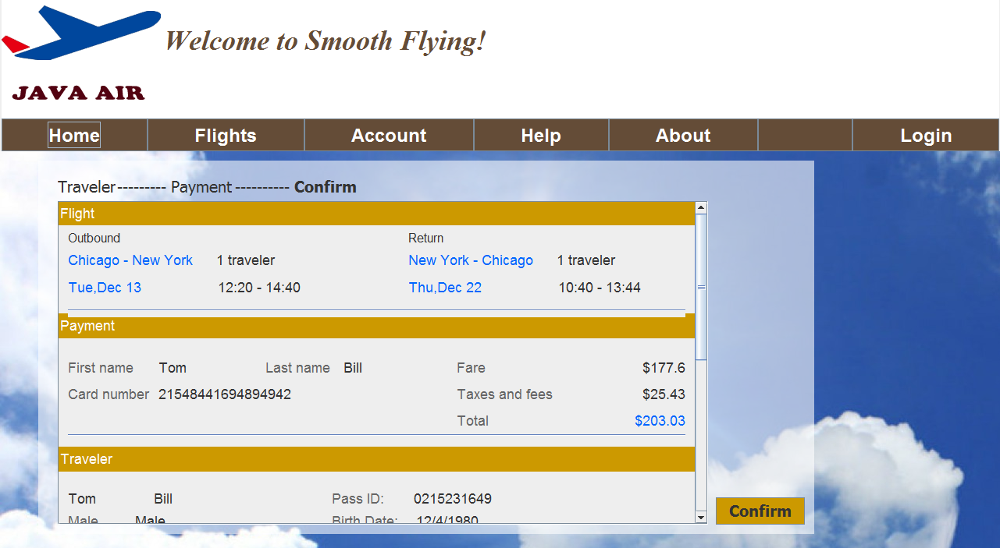 Welcome to Smooth Flying!
JAVA AIR
Home Flights Account Help About Login
Traveler--------- Payment ---------- Confirm
Flight
Outbound Return
Chicago - New York 1 traveler New York - Chicago 1 traveler
Tue,Dec 13 12:20 - 14:40 Thu,Dec 22 10:40 - 13:44
Payment
First name Tom Last name Bill Fare $177.6
Card number 21548441694894942 Taxes and fees $25.43
Total $203.03
Traveler
Tom Bill Pass ID: 0215231649
Male Male Birth Date: 12/4/1980
Confirm